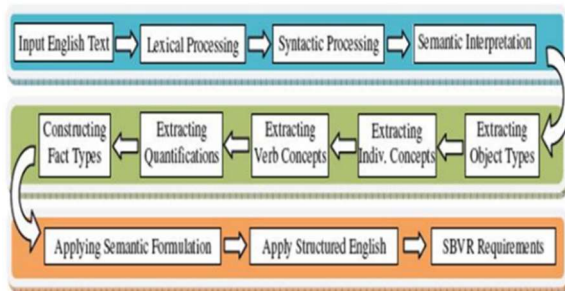 Input English Text
Lexical Processing
Syntactic Processing
Semantic Interpretation
Constructing
Fact Types
Extracting
Quantifications
Extracting
Verb Concepts
Extracting
Indiv. Concepts
Extracting
Object Types
Applying Semantic Formulation
Apply Structured English
SBVR Requirements